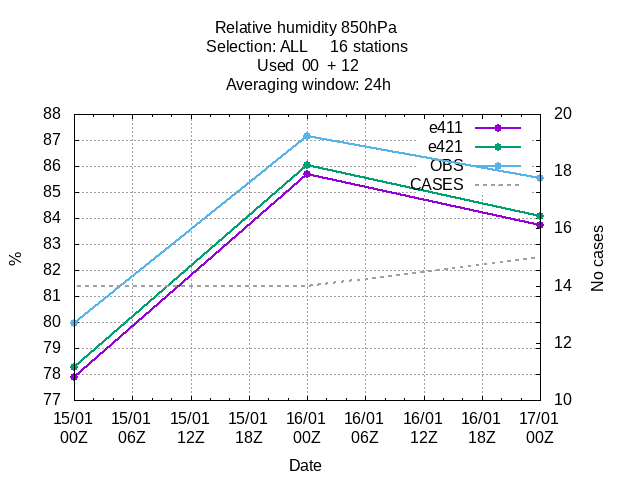 Relative humidity 850hPa
Selection: ALL     16 stations
Used  00  + 12
Averaging window: 24h
88
87
86
85
84
83
82
81
80
79
78
77
%
20
18
16
14
12
10
No cases
e411
e421
OBS
CASES
15/01 15/01 15/01 15/01 16/01 16/01 16/01 16/01 17/01
00Z 06Z 12Z 18Z 00Z 06Z 12Z 18Z 00Z
Date